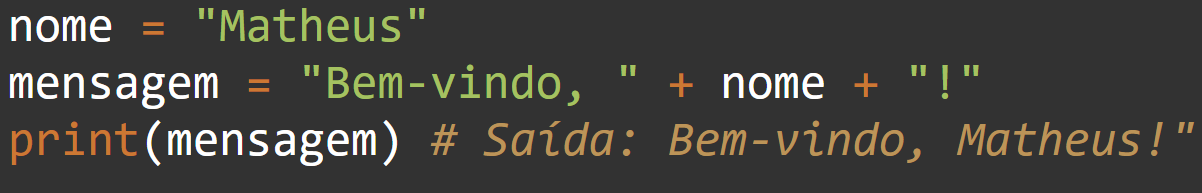 nome = "Matheus"
mensagem = "Bem-vindo, " + nome + "!"
print(mensagem) # Saída: Bem-vindo, Matheus!"